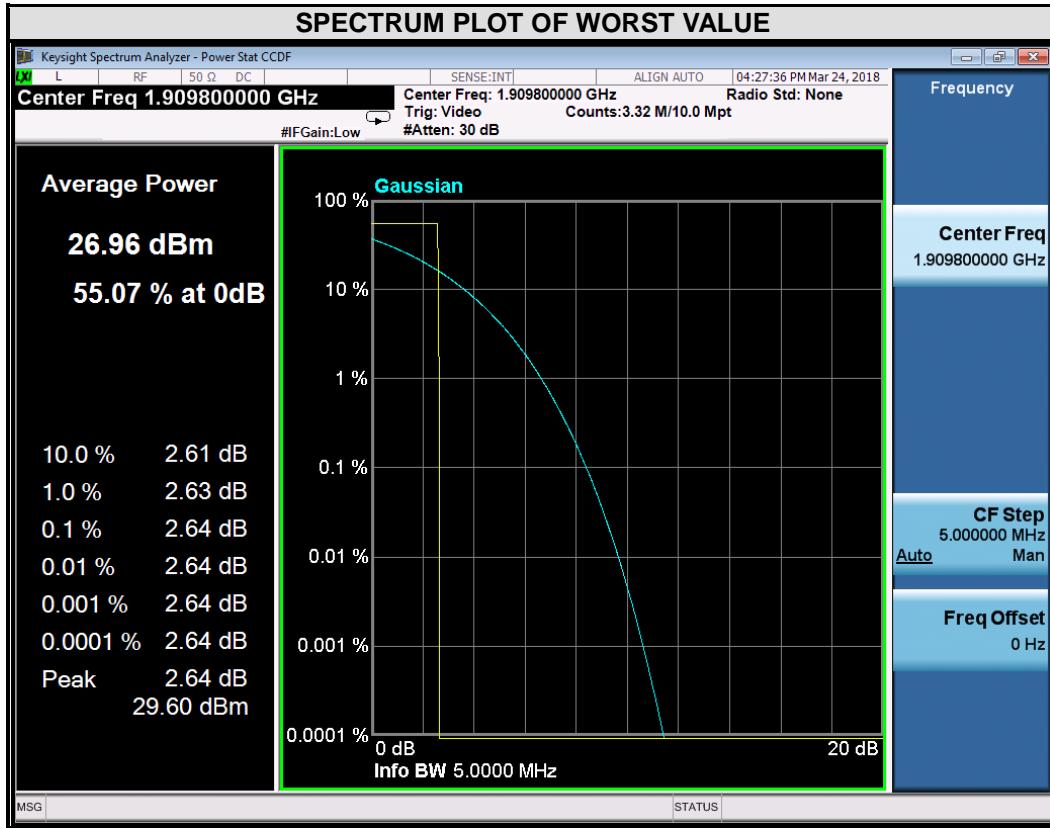 SPECTRUM PLOT OF WORST VALUE
Keysight Spectrum Analyzer - Power Stat CCDF
LXI L RF 50 Ω DC SENSE:INT ALIGN AUTO 04:27:36 PM Mar 24, 2018
Center Freq 1.909800000 GHz
Center Freq: 1.909800000 GHz Radio Std: None
Trig: Video Counts:3.32 M/10.0 Mpt
#IFGain:Low #Atten: 30 dB
Average Power
26.96 dBm
55.07 % at 0dB
10.0 % 2.61 dB
1.0 % 2.63 dB
0.1 % 2.64 dB
0.01 % 2.64 dB
0.001 % 2.64 dB
0.0001 % 2.64 dB
Peak 2.64 dB
29.60 dBm
Gaussian
100 %
10 %
1 %
0.1 %
0.01 %
0.001 %
0.0001 %
0 dB 20 dB
Info BW 5.0000 MHz
Frequency
Center Freq
1.909800000 GHz
CF Step
5.000000 MHz
Auto Man
Freq Offset
0 Hz
MSG STATUS